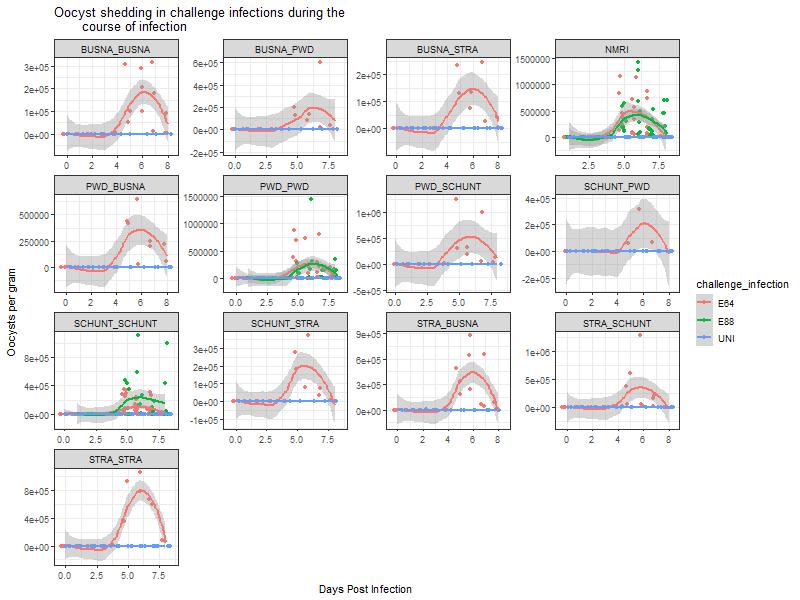 Oocyst shedding in challenge infections during the
course of infection
BUSNA_BUSNA
BUSNA_PWD
BUSNA_STRA
NMRI
3e+05
2e+05
1e+05
0e+00
0 2 4 6 8
6e+05
4e+05
2e+05
0e+00
-2e+05
0.0 2.5 5.0 7.5
2e+05
1e+05
0e+00
0 2 4 6 8
1500000
1000000
500000
0
2.5 5.0 7.5
PWD_BUSNA
PWD_PWD
PWD_SCHUNT
SCHUNT_PWD
500000
250000
0
0 2 4 6 8
1500000
1000000
500000
0
0.0 2.5 5.0 7.5
1e+06
5e+05
0e+00
-5e+05
0.0 2.5 5.0 7.5
4e+05
2e+05
0e+00
-2e+05
0 2 4 6 8
SCHUNT_SCHUNT
SCHUNT_STRA
STRA_BUSNA
STRA_SCHUNT
8e+05
4e+05
0e+00
0.0 2.5 5.0 7.5
3e+05
2e+05
1e+05
0e+00
-1e+05
0.0 2.5 5.0 7.5
9e+05
6e+05
3e+05
0e+00
0 2 4 6 8
1e+06
5e+05
0e+00
0 2 4 6 8
STRA_STRA
8e+05
4e+05
0e+00
0.0 2.5 5.0 7.5
Oocysts per gram
Days Post Infection
challenge_infection
E64
E88
UNI